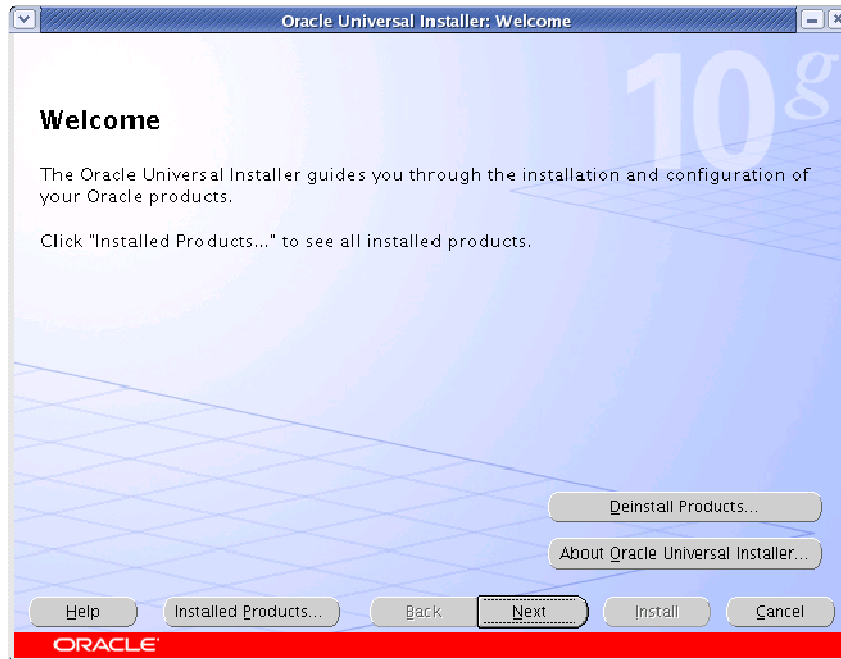 Oracle Universal Installer: Welcome
10g
Welcome
The Oracle Universal Installer guides you through the installation and configuration of
your Oracle products.
Click "Installed Products..." to see all installed products.
Deinstall Products...
About Oracle Universal Installer...
Help
Installed Products...
Back
Next
Install
Cancel
ORACLE